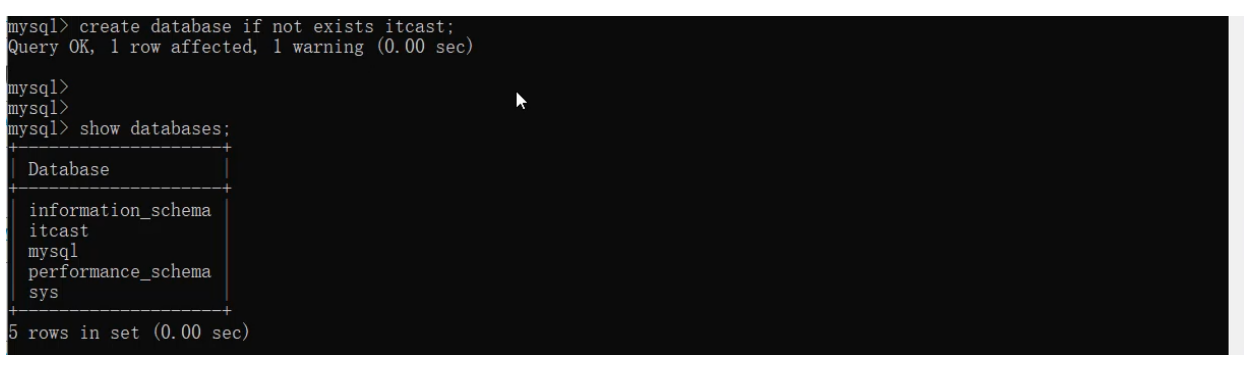 mysql> create database if not exists itcast;
Query OK, 1 row affected, 1 warning (0.00 sec)
mysql>
mysql>
mysql> show databases;
+--------------------+
| Database           |
+--------------------+
| information_schema |
| itcast             |
| mysql              |
| performance_schema |
| sys                |
+--------------------+
5 rows in set (0.00 sec)